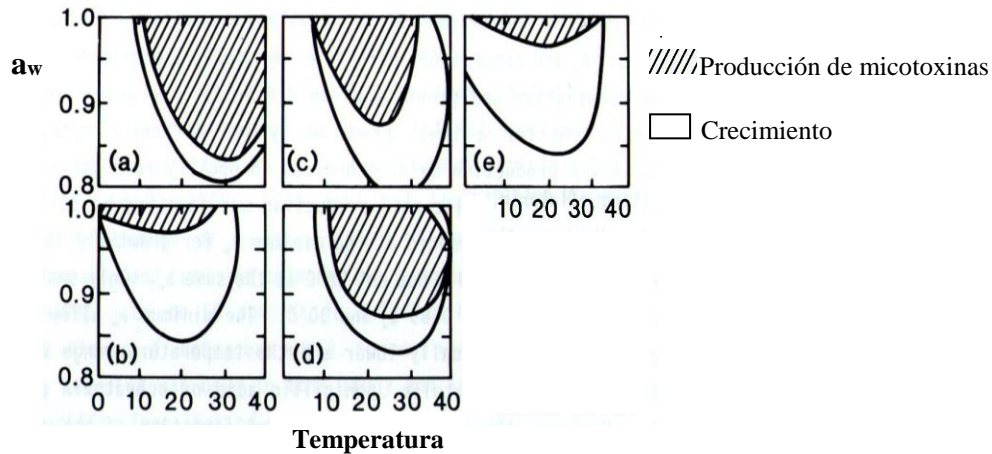 1.0
aw
0.9
0.8
(a)
(c)
(e)
10 20 30 40
Producción de micotoxinas
Crecimiento
1.0
0.9
0.8
(b)
(d)
0 10 20 30 40
10 20 30 40
Temperatura